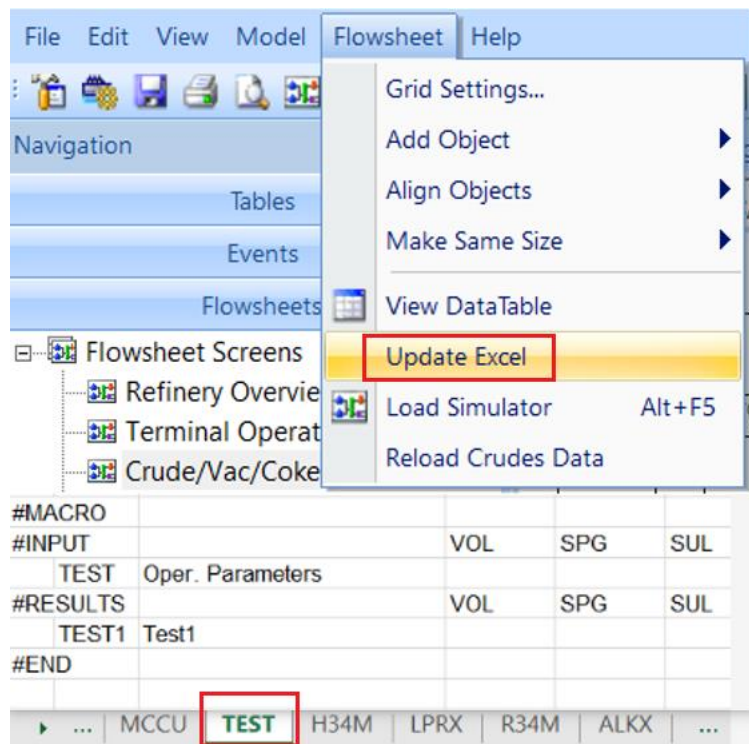 File Edit View Model Flowsheet Help
Grid Settings...
Navigation
Add Object
Tables
Align Objects
Events
Make Same Size
Flowsheets
View DataTable
Flowsheet Screens
Update Excel
Refinery Overvie
Load Simulator Alt+F5
Terminal Operat
Reload Crudes Data
Crude/Vac/Coke
#MACRO
#INPUT VOL SPG SUL
TEST Oper. Parameters
#RESULTS VOL SPG SUL
TEST1 Test1
#END
... MCCU TEST H34M LPRX R34M ALKX ...